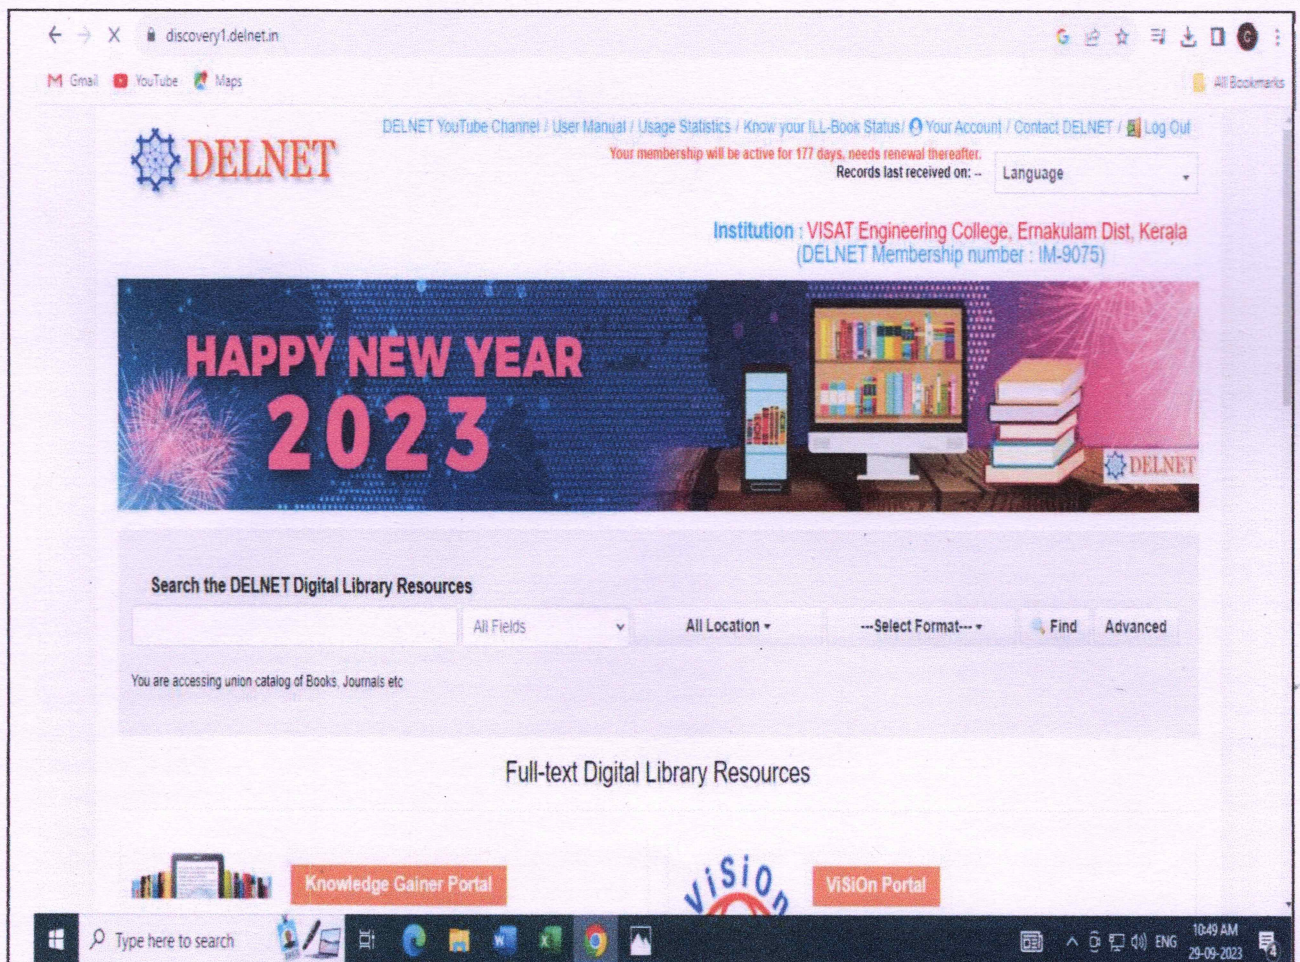 discovery1.delnet.in
Gmail YouTube Maps
All Bookmarks
DELNET
DELNET YouTube Channel / User Manual / Usage Statistics / Know your ILL-Book Status/ Your Account / Contact DELNET / Log Out
Your membership will be active for 177 days, needs renewal thereafter.
Records last received on: --
Language
Institution : VISAT Engineering College, Ernakulam Dist, Kerala
(DELNET Membership number : IM-9075)
HAPPY NEW YEAR
2023
DELNET
Search the DELNET Digital Library Resources
All Fields
All Location
---Select Format---
Find
Advanced
You are accessing union catalog of Books, Journals etc
Full-text Digital Library Resources
Knowledge Gainer Portal
ViSiOn
ViSiOn Portal
Type here to search
ENG
10:49 AM
29-09-2023
4